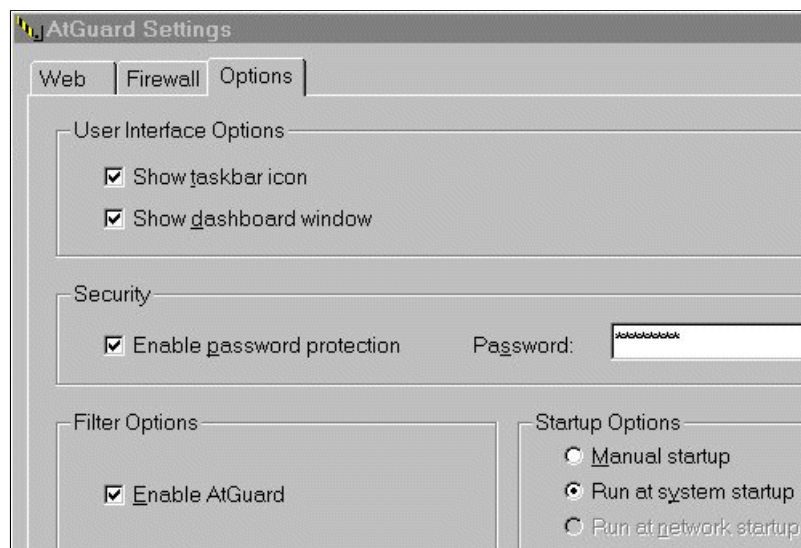 AtGuard Settings
Web Firewall Options
User Interface Options
Show taskbar icon
Show dashboard window
Security
Enable password protection Password: *********
Filter Options
Enable AtGuard
Startup Options
Manual startup
Run at system startup
Run at network startup